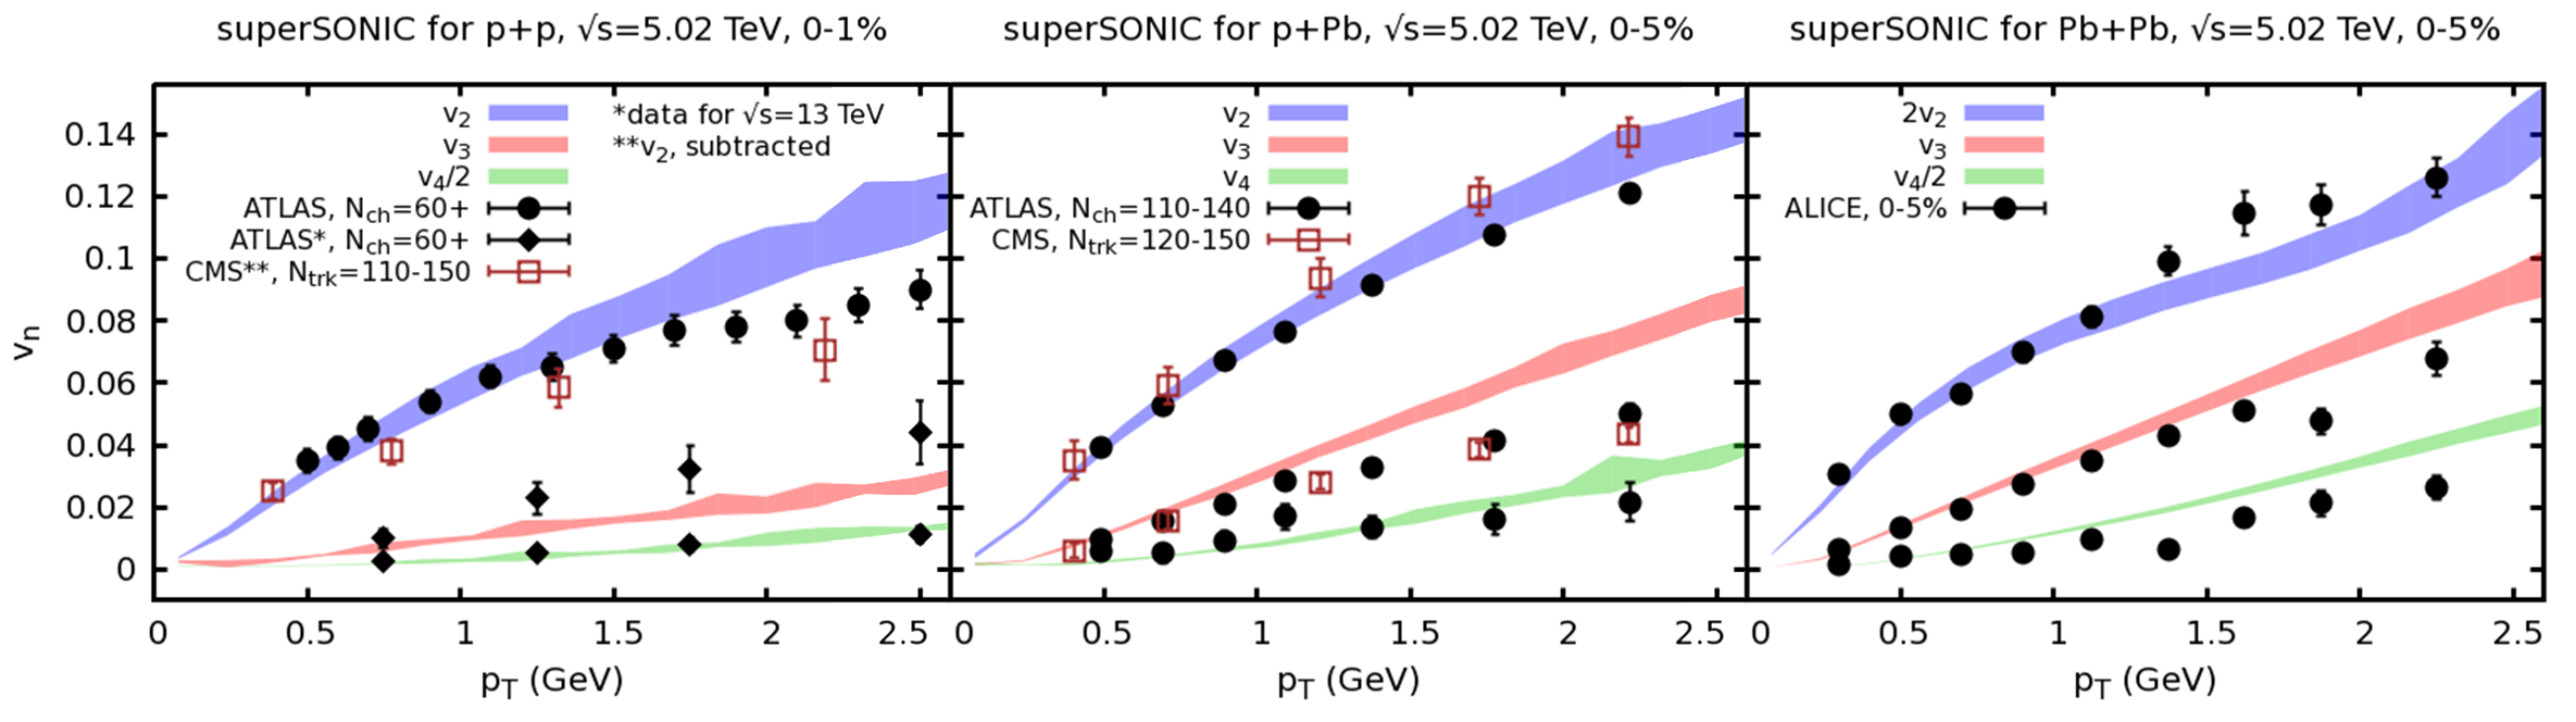 superSONIC for p+p, √s=5.02 TeV, 0-1%
v2
v3
v4/2
*data for √s=13 TeV
**v2, subtracted
ATLAS, Nch=60+
ATLAS*, Nch=60+
CMS**, Ntrk=110-150
vn
0.14
0.12
0.1
0.08
0.06
0.04
0.02
0
0 0.5 1 1.5 2 2.5
pT (GeV)
superSONIC for p+Pb, √s=5.02 TeV, 0-5%
v2
v3
v4
ATLAS, Nch=110-140
CMS, Ntrk=120-150
0 0.5 1 1.5 2 2.5
pT (GeV)
superSONIC for Pb+Pb, √s=5.02 TeV, 0-5%
2v2
v3
v4/2
ALICE, 0-5%
0 0.5 1 1.5 2 2.5
pT (GeV)